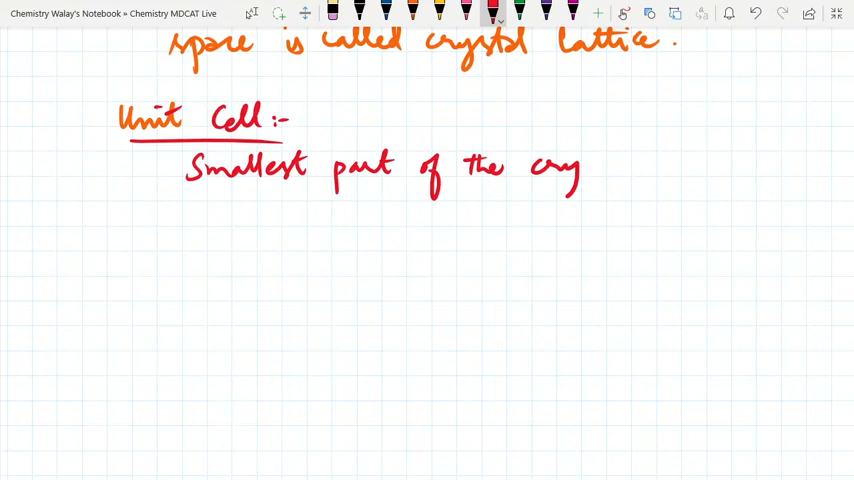 Chemistry Walay's Notebook » Chemistry MDCAT Live
space is called crystal lattice.
Unit Cell :-
Smallest part of the cry